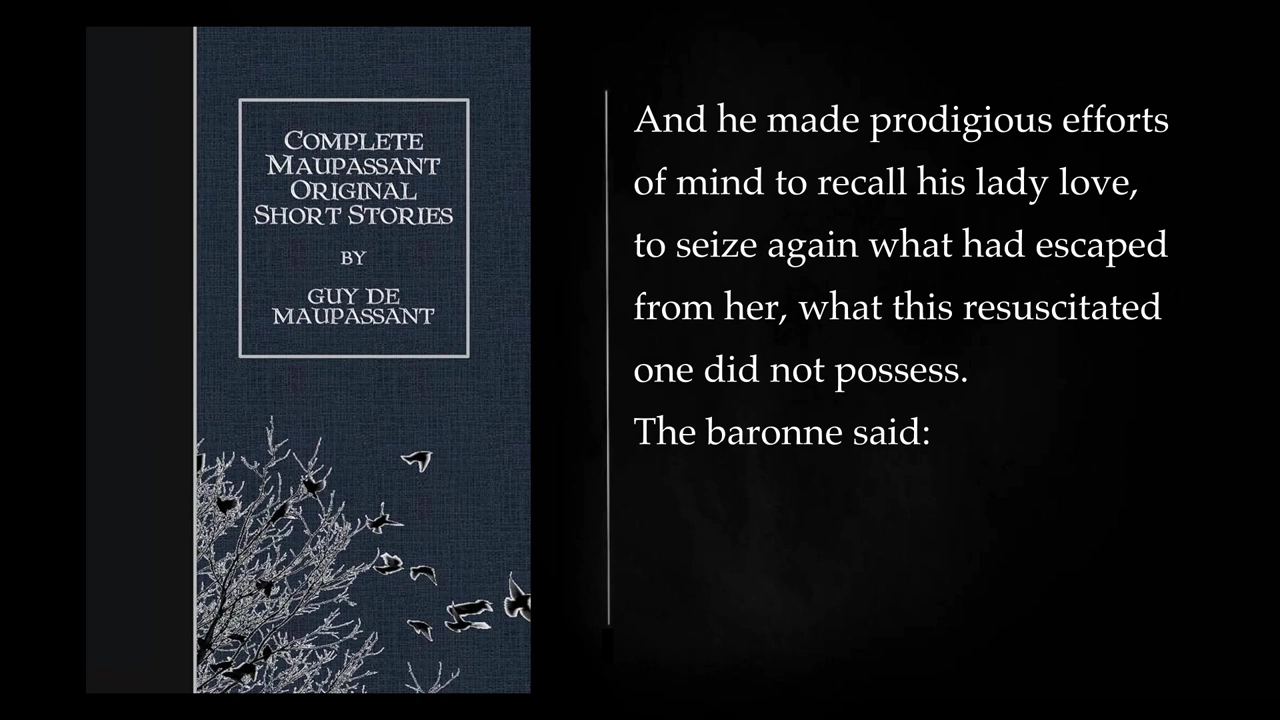 COMPLETE
MAUPASSANT
ORIGINAL
SHORT STORIES
BY
GUY DE
MAUPASSANT
And he made prodigious efforts
of mind to recall his lady love,
to seize again what had escaped
from her, what this resuscitated
one did not possess.
The baronne said: